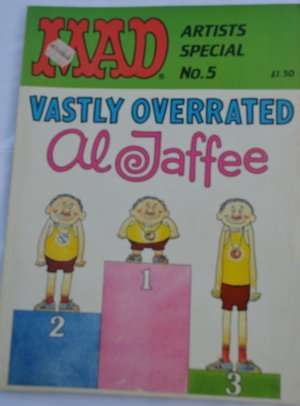 MAD
ARTISTS
SPECIAL
No.5
£1.50
VASTLY OVERRATED
al Jaffee
1
2
3